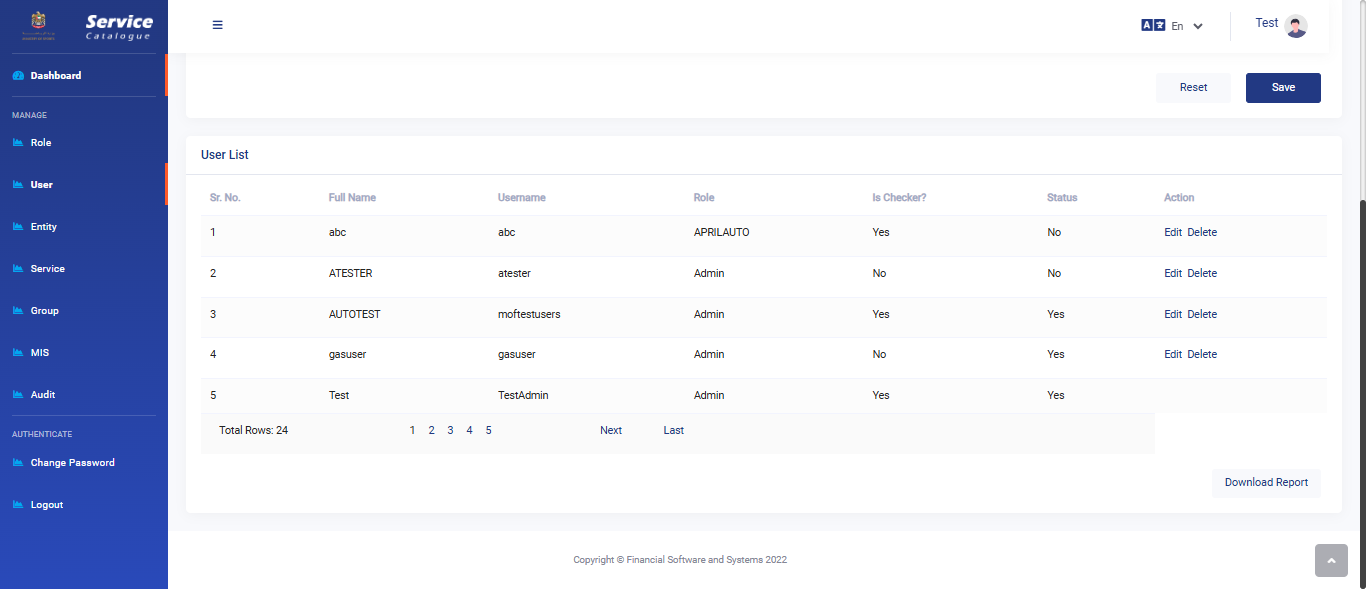 Service
Catalogue
Dashboard
MANAGE
Role
User
Entity
Service
Group
MIS
Audit
AUTHENTICATE
Change Password
Logout
En
Test
Reset Save
User List
Sr. No. Full Name Username Role Is Checker? Status Action
1 abc abc APRILAUTO Yes No Edit Delete
2 ATESTER atester Admin No No Edit Delete
3 AUTOTEST moftestusers Admin Yes Yes Edit Delete
4 gasuser gasuser Admin No Yes Edit Delete
5 Test TestAdmin Admin Yes Yes
Total Rows: 24 1 2 3 4 5 Next Last
Download Report
Copyright © Financial Software and Systems 2022